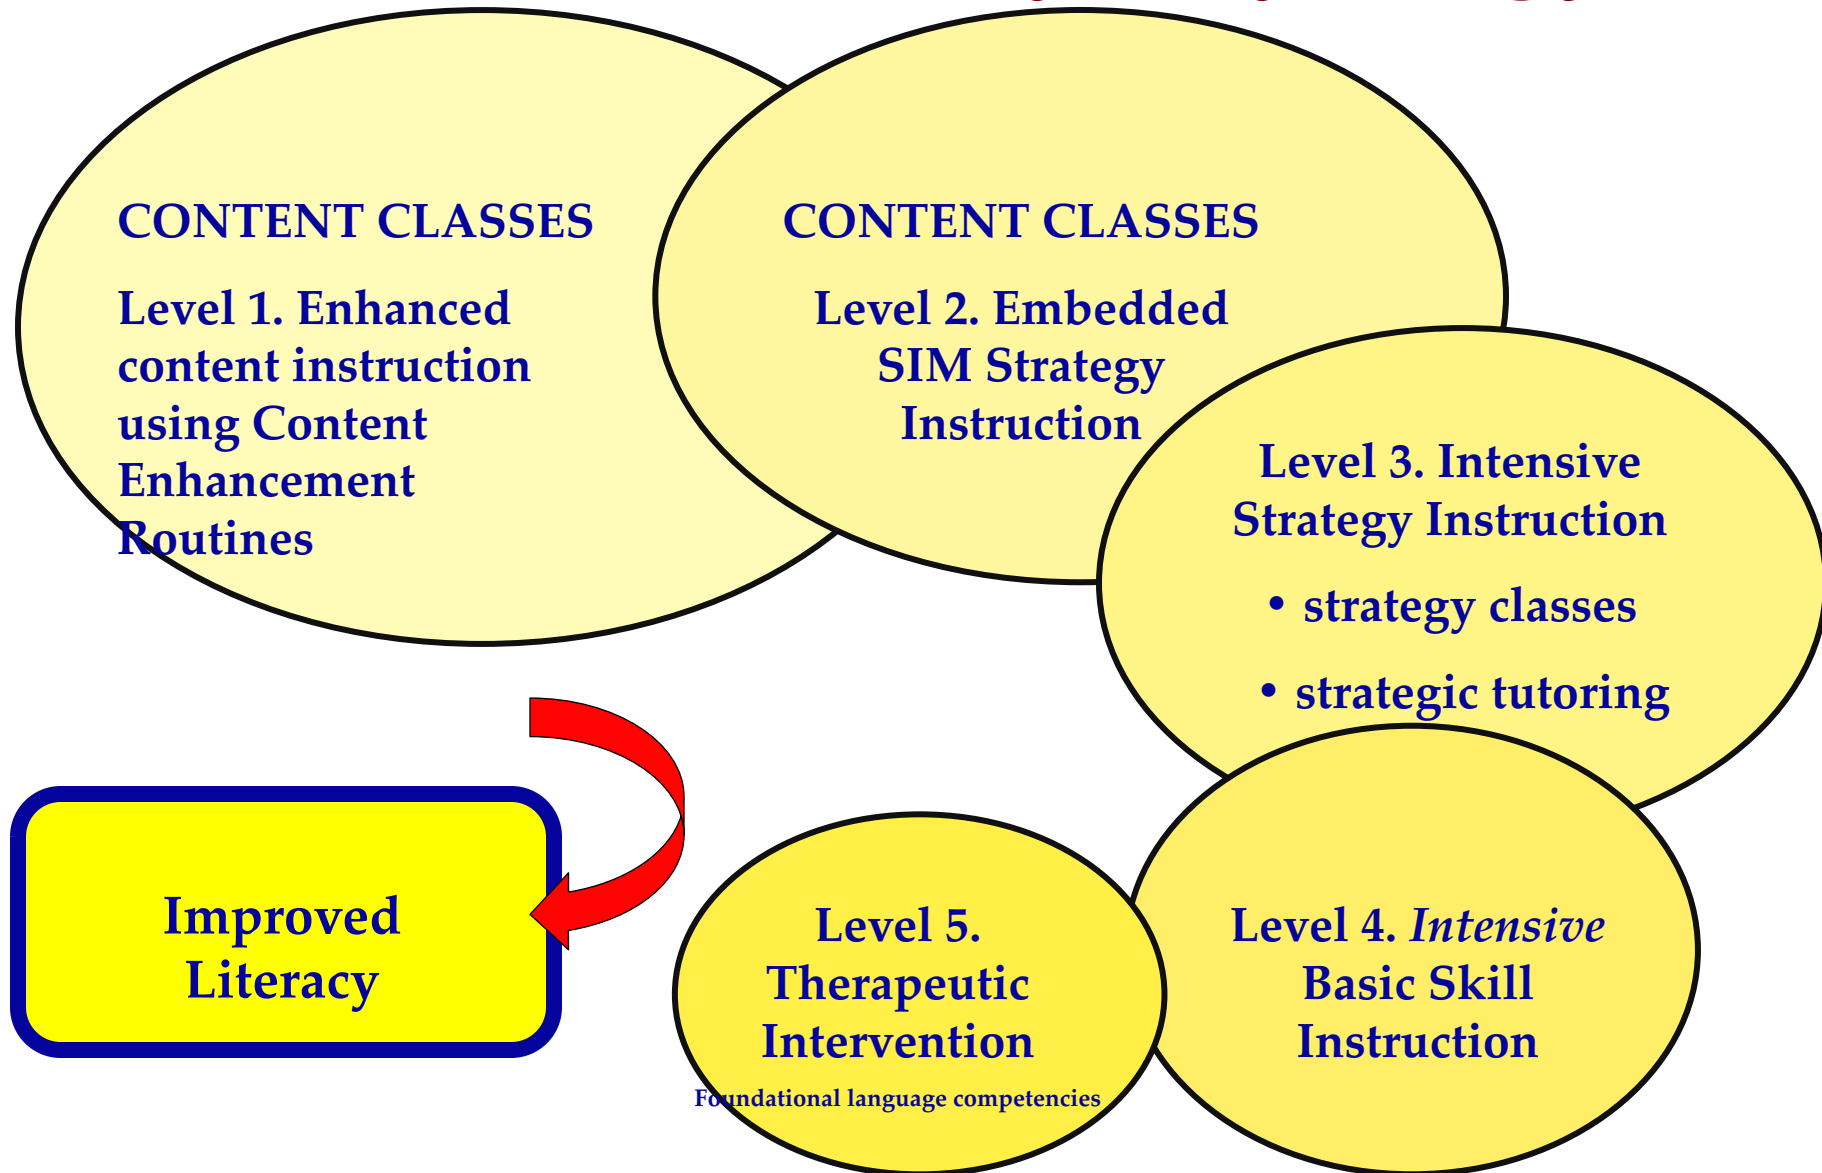 CONTENT CLASSES
Level 1. Enhanced
content instruction
using Content
Enhancement
Routines
CONTENT CLASSES
Level 2. Embedded
SIM Strategy
Instruction
Level 3. Intensive
Strategy Instruction
• strategy classes
• strategic tutoring
Level 4. Intensive
Basic Skill
Instruction
Level 5.
Therapeutic
Intervention
Foundational language competencies
Improved
Literacy